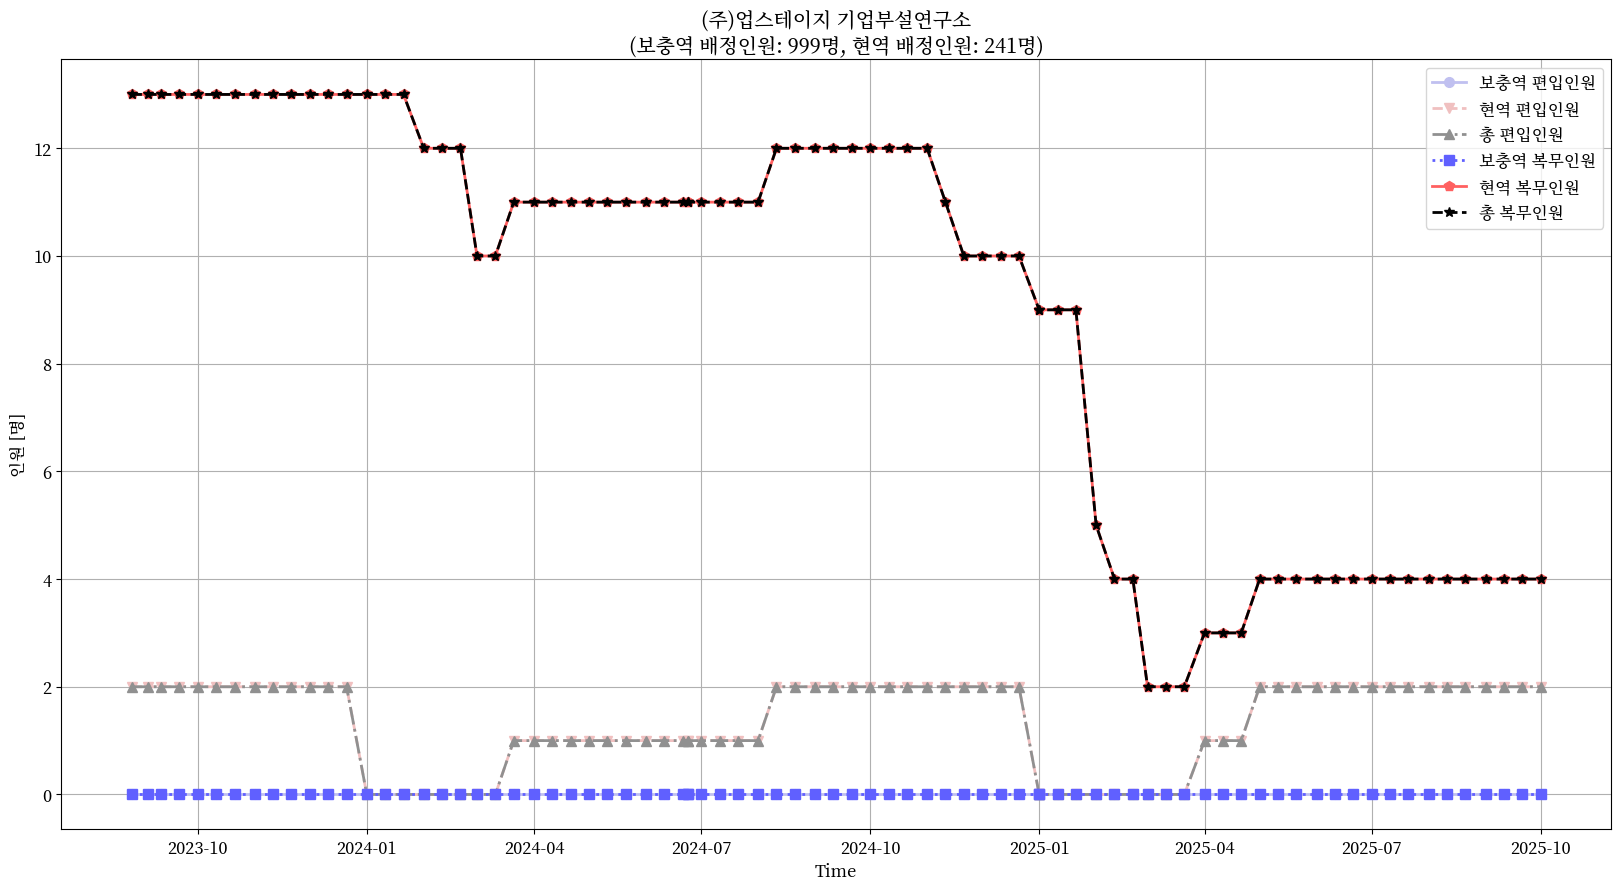 (주)업스테이지 기업부설연구소
(보충역 배정인원: 999명, 현역 배정인원: 241명)
보충역 편입인원
현역 편입인원
총 편입인원
보충역 복무인원
현역 복무인원
총 복무인원
인원 [명]
12
10
8
6
4
2
0
2023-10
2024-01
2024-04
2024-07
2024-10
2025-01
2025-04
2025-07
2025-10
Time